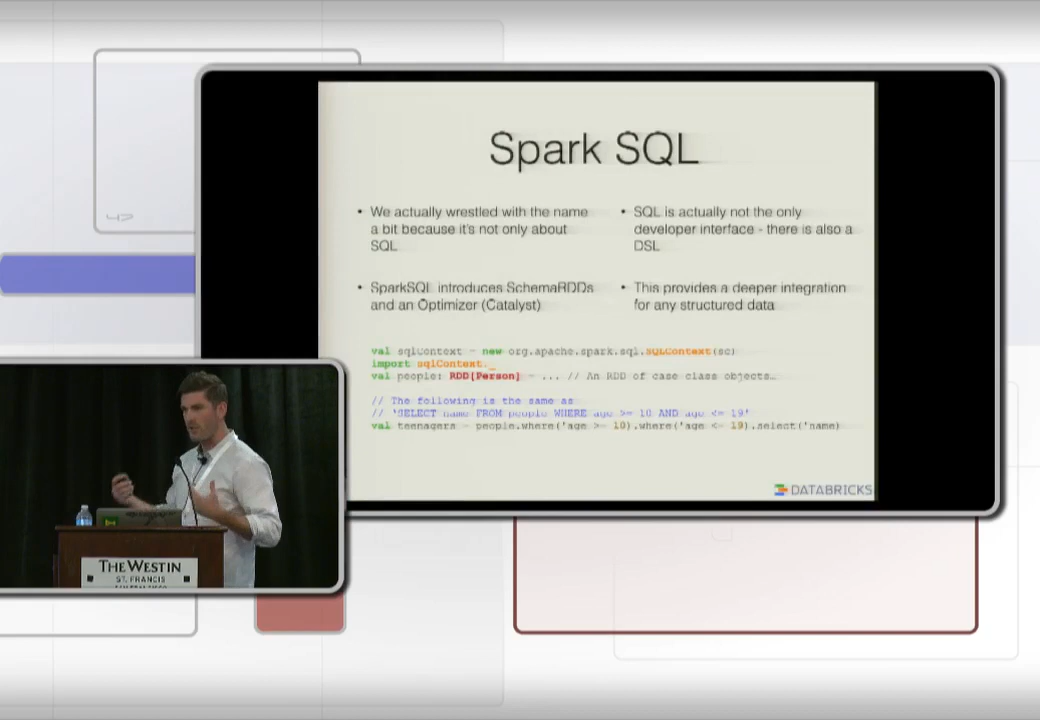 Spark SQL
• We actually wrestled with the name
a bit because it's not only about
SQL
• SparkSQL introduces SchemaRDDs
and an Optimizer (Catalyst)
• SQL is actually not the only
developer interface - there is also a
DSL
• This provides a deeper integration
for any structured data
val sqlContext = new org.apache.spark.sql.SQLContext(sc)
import sqlContext._
val people: RDD[Person] = ... // An RDD of case class objects…
// The following is the same as
// 'SELECT name FROM people WHERE age >= 10 AND age <= 19'
val teenagers = people.where('age >= 10).where('age <= 19).select('name)
DATABRICKS
THE WESTIN
ST. FRANCIS